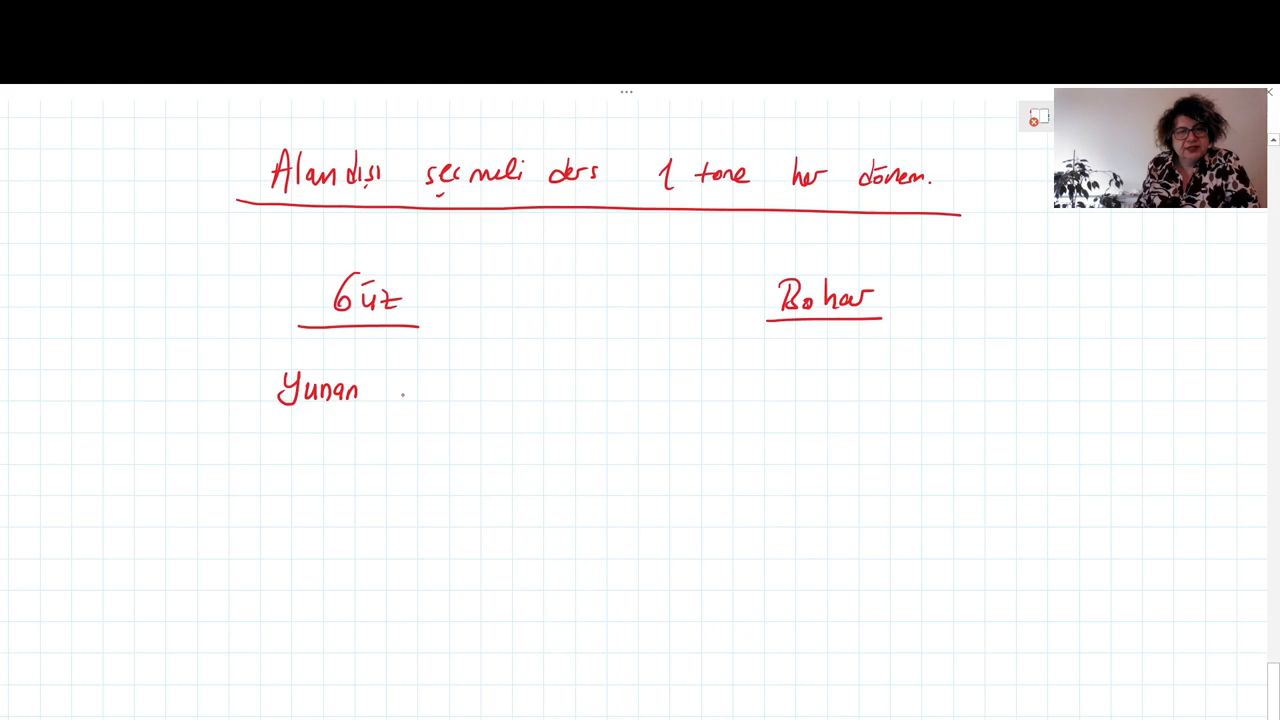 Alandışı seçmeli ders 1 tane her dönem.
Güz Bahar
Yunan